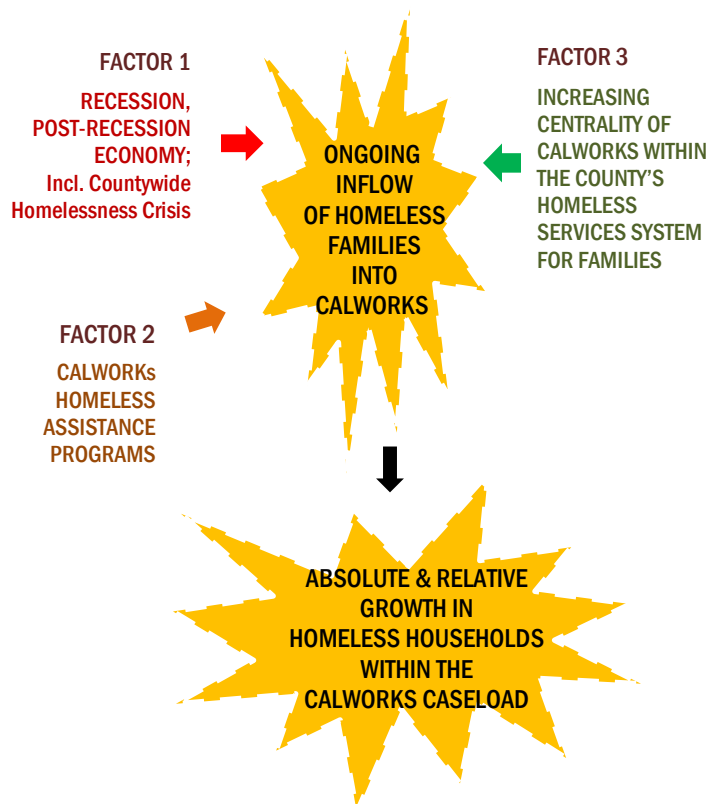 FACTOR 1
RECESSION,
POST-RECESSION
ECONOMY;
Incl. Countywide
Homelessness Crisis
FACTOR 2
CALWORKs
HOMELESS
ASSISTANCE
PROGRAMS
ONGOING
INFLOW
OF HOMELESS
FAMILIES
INTO
CALWORKS
FACTOR 3
INCREASING
CENTRALITY OF
CALWORKS WITHIN
THE COUNTY'S
HOMELESS
SERVICES SYSTEM
FOR FAMILIES
ABSOLUTE & RELATIVE
GROWTH IN
HOMELESS HOUSEHOLDS
WITHIN THE
CALWORKS CASELOAD